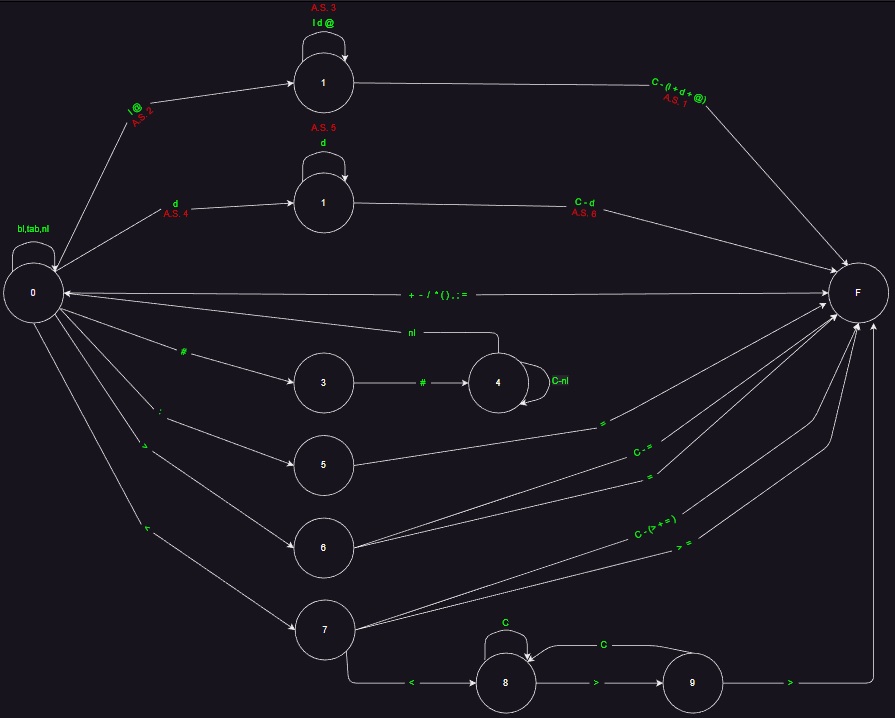 A.S. 3
l d @
1
l @
A.S. 2
C - (l + d + @)
A.S. 1
A.S. 5
d
1
d
A.S. 4
C - d
A.S. 6
bl,tab,nl
0
+ - / * ( ) , ; =
F
nl
#
3
#
4
C-nl
:
5
=
>
6
C - =
=
<
7
C - (> + =)
> =
C
8
<
C
>
9
>